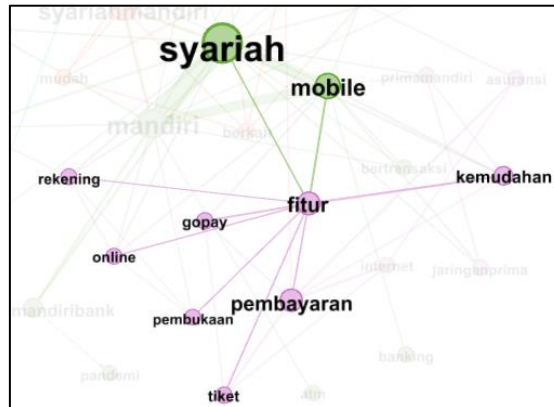 syariahmandiri
syariah
mudah
mobile
primamandiri
asuransi
mandiri
berkah
bertransaksi
kemudahan
rekening
fitur
gopay
online
internet
jaringanprima
mandiribank
pembukaan
pembayaran
banking
pandemi
tiket
atm